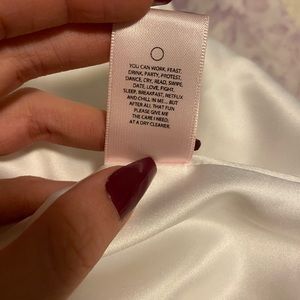 YOU CAN WORK, FEAST,
DRINK, PARTY, PROTEST,
DANCE, CRY, READ, SWIPE,
DATE, LOVE, FIGHT,
SLEEP, BREAKFAST, NETFLIX
AND CHILL IN ME... BUT
AFTER ALL THAT FUN
PLEASE GIVE ME
THE CARE I NEED,
AT A DRY CLEANER.